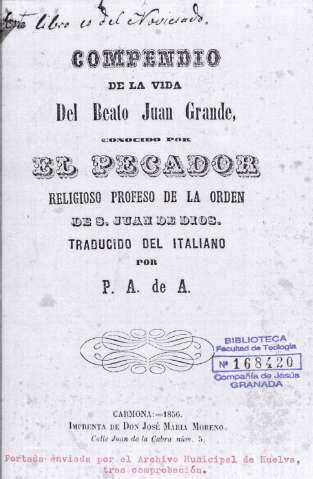 Este libro es del Noviciado.
COMPENDIO
DE LA VIDA
Del Beato Juan Grande,
CONOCIDO POR
EL PECADOR
RELIGIOSO PROFESO DE LA ORDEN
DE S. JUAN DE DIOS.
TRADUCIDO DEL ITALIANO
POR
P. A. de A.
BIBLIOTECA
Facultad de Teología
Nº 168420
Compañía de Jesús
GRANADA
CARMONA:—1856.
IMPRENTA DE DON JOSÉ MARIA MORENO.
Calle Juan de la Cabra núm. 5.
Portada enviada por el Archivo Municipal de Huelva,
tras comprobación.